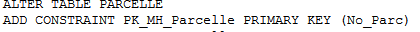 ALTER TABLE PARCELLE
ADD CONSTRAINT PK_MH_Parcelle PRIMARY KEY (No_Parc)